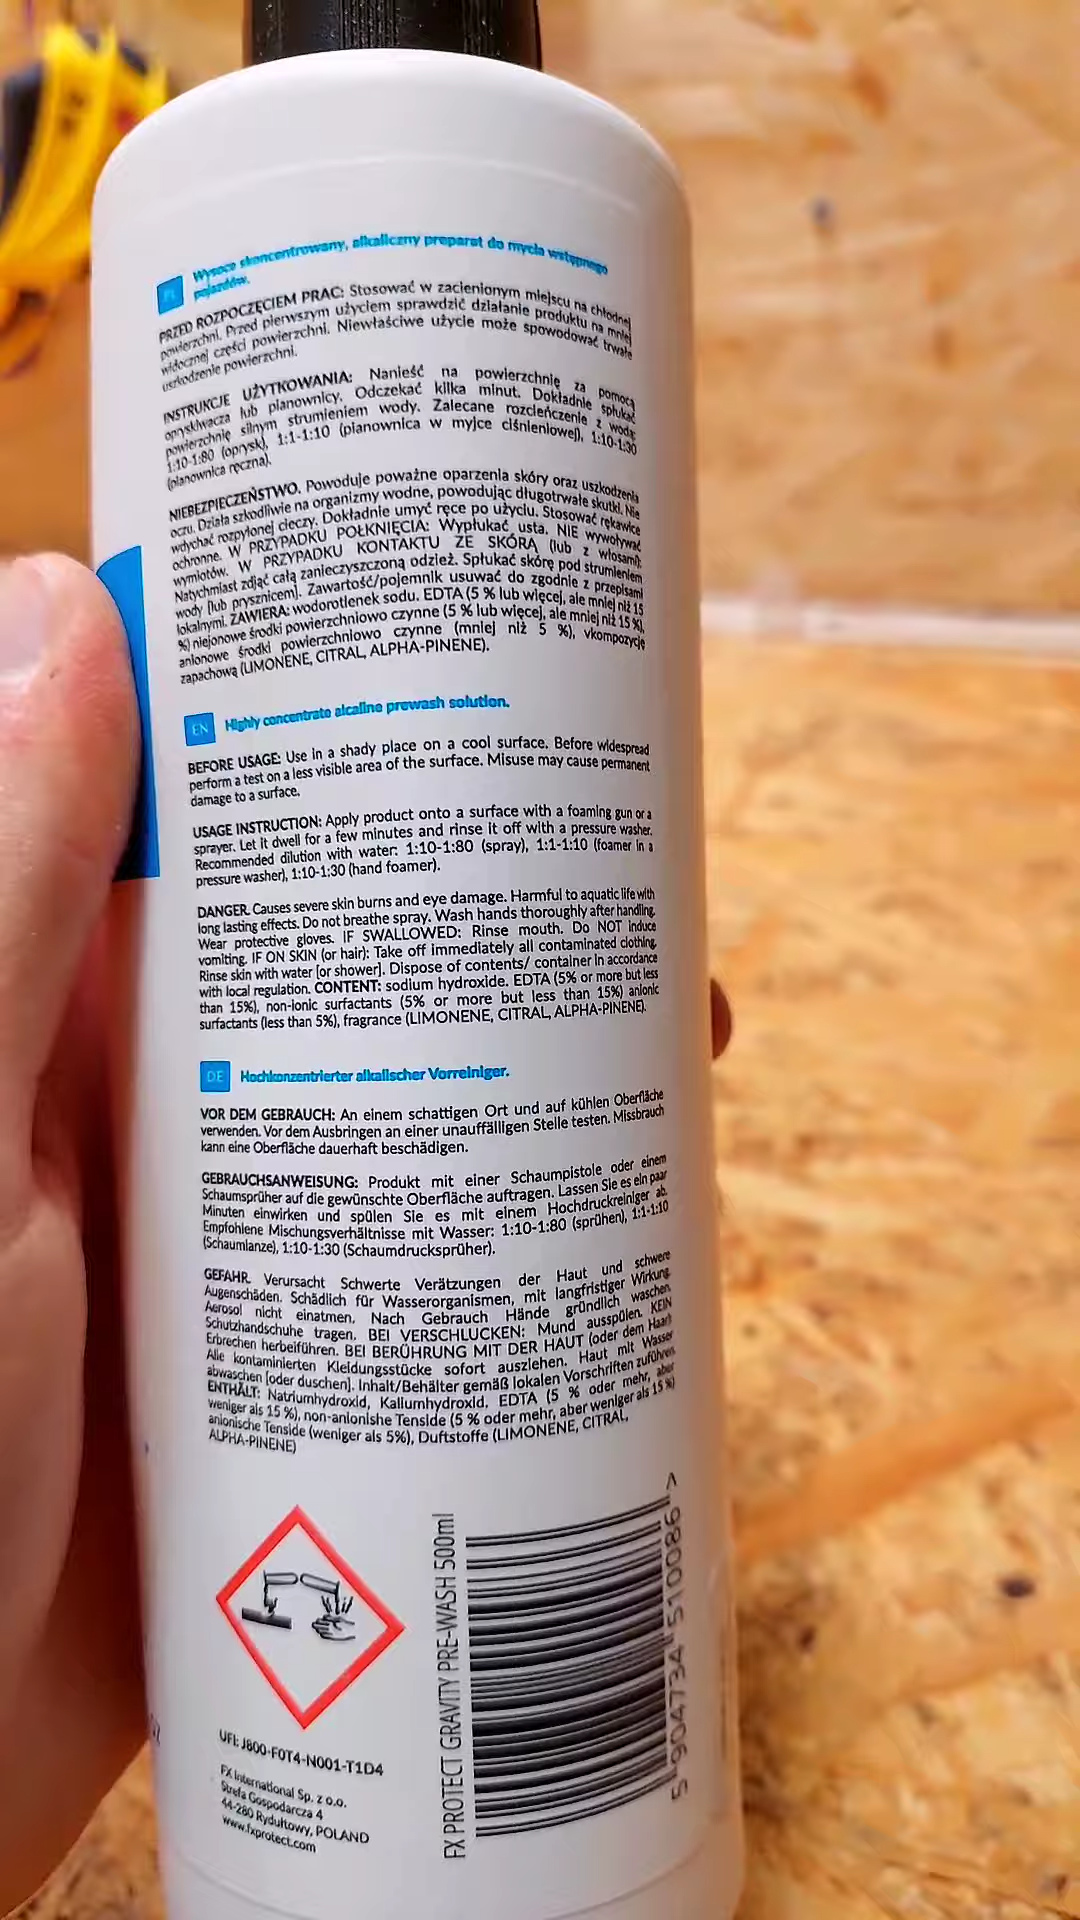 PL Wysoce skoncentrowany, alkaliczny preparat do mycia wstępnego
pojazdów.
PRZED ROZPOCZĘCIEM PRAC: Stosować w zacienionym miejscu na chłodnej
powierzchni. Przed pierwszym użyciem sprawdzić działanie produktu na mniej
widocznej części powierzchni. Niewłaściwe użycie może spowodować trwałe
uszkodzenie powierzchni.
INSTRUKCJE UŻYTKOWANIA: Nanieść na powierzchnię za pomocą
opryskiwacza lub pianownicy. Odczekać kilka minut. Dokładnie spłukać
powierzchnię silnym strumieniem wody. Zalecane rozcieńczenie z wodą:
1:10-1:80 (oprysk), 1:1-1:10 (pianownica w myjce ciśnieniowej), 1:10-1:30
(pianownica ręczna).
NIEBEZPIECZEŃSTWO. Powoduje poważne oparzenia skóry oraz uszkodzenia
oczu. Działa szkodliwie na organizmy wodne, powodując długotrwałe skutki. Nie
wdychać rozpylonej cieczy. Dokładnie umyć ręce po użyciu. Stosować rękawice
ochronne. W PRZYPADKU POŁKNIĘCIA: Wypłukać usta. NIE wywoływać
wymiotów. W PRZYPADKU KONTAKTU ZE SKÓRĄ (lub z włosami):
Natychmiast zdjąć całą zanieczyszczoną odzież. Spłukać skórę pod strumieniem
wody [lub prysznicem]. Zawartość/pojemnik usuwać do zgodnie z przepisami
lokalnymi. ZAWIERA: wodorotlenek sodu. EDTA (5 % lub więcej, ale mniej niż 15
%) niejonowe środki powierzchniowo czynne (5 % lub więcej, ale mniej niż 15 %),
anionowe środki powierzchniowo czynne (mniej niż 5 %), vkompozycję
zapachową (LIMONENE, CITRAL, ALPHA-PINENE).
EN Highly concentrate alcaline prewash solution.
BEFORE USAGE: Use in a shady place on a cool surface. Before widespread
perform a test on a less visible area of the surface. Misuse may cause permanent
damage to a surface.
USAGE INSTRUCTION: Apply product onto a surface with a foaming gun or a
sprayer. Let it dwell for a few minutes and rinse it off with a pressure washer.
Recommended dilution with water: 1:10-1:80 (spray), 1:1-1:10 (foamer in a
pressure washer), 1:10-1:30 (hand foamer).
DANGER. Causes severe skin burns and eye damage. Harmful to aquatic life with
long lasting effects. Do not breathe spray. Wash hands thoroughly after handling.
Wear protective gloves. IF SWALLOWED: Rinse mouth. Do NOT induce
vomiting. IF ON SKIN (or hair): Take off immediately all contaminated clothing.
Rinse skin with water [or shower]. Dispose of contents/ container in accordance
with local regulation. CONTENT: sodium hydroxide. EDTA (5% or more but less
than 15%), non-ionic surfactants (5% or more but less than 15%) anionic
surfactants (less than 5%), fragrance (LIMONENE, CITRAL, ALPHA-PINENE).
DE Hochkonzentrierter alkalischer Vorreiniger.
VOR DEM GEBRAUCH: An einem schattigen Ort und auf kühlen Oberfläche
verwenden. Vor dem Ausbringen an einer unauffälligen Stelle testen. Missbrauch
kann eine Oberfläche dauerhaft beschädigen.
GEBRAUCHSANWEISUNG: Produkt mit einer Schaumpistole oder einem
Schaumsprüher auf die gewünschte Oberfläche auftragen. Lassen Sie es ein paar
Minuten einwirken und spülen Sie es mit einem Hochdruckreiniger ab.
Empfohlene Mischungsverhältnisse mit Wasser: 1:10-1:80 (sprühen), 1:1-1:10
(Schaumlanze), 1:10-1:30 (Schaumdrucksprüher).
GEFAHR. Verursacht Schwerte Verätzungen der Haut und schwere
Augenschäden. Schädlich für Wasserorganismen, mit langfristiger Wirkung.
Aerosol nicht einatmen. Nach Gebrauch Hände gründlich waschen.
Schutzhandschuhe tragen. BEI VERSCHLUCKEN: Mund ausspülen. KEIN
Erbrechen herbeiführen. BEI BERÜHRUNG MIT DER HAUT (oder dem Haar):
Alle kontaminierten Kleidungsstücke sofort ausziehen. Haut mit Wasser
abwaschen [oder duschen]. Inhalt/Behälter gemäß lokalen Vorschriften zuführen.
ENTHÄLT: Natriumhydroxid, Kaliumhydroxid. EDTA (5 % oder mehr, aber
weniger als 15 %), non-anionishe Tenside (5 % oder mehr, aber weniger als 15 %)
anionische Tenside (weniger als 5%), Duftstoffe (LIMONENE, CITRAL,
ALPHA-PINENE)
UFI: J800-F0T4-N001-T1D4
FX International Sp. z o.o.
Strefa Gospodarcza 4
44-280 Rydułtowy, POLAND
www.fxprotect.com
FX PROTECT GRAVITY PRE-WASH 500ml
5 904734 510086 >